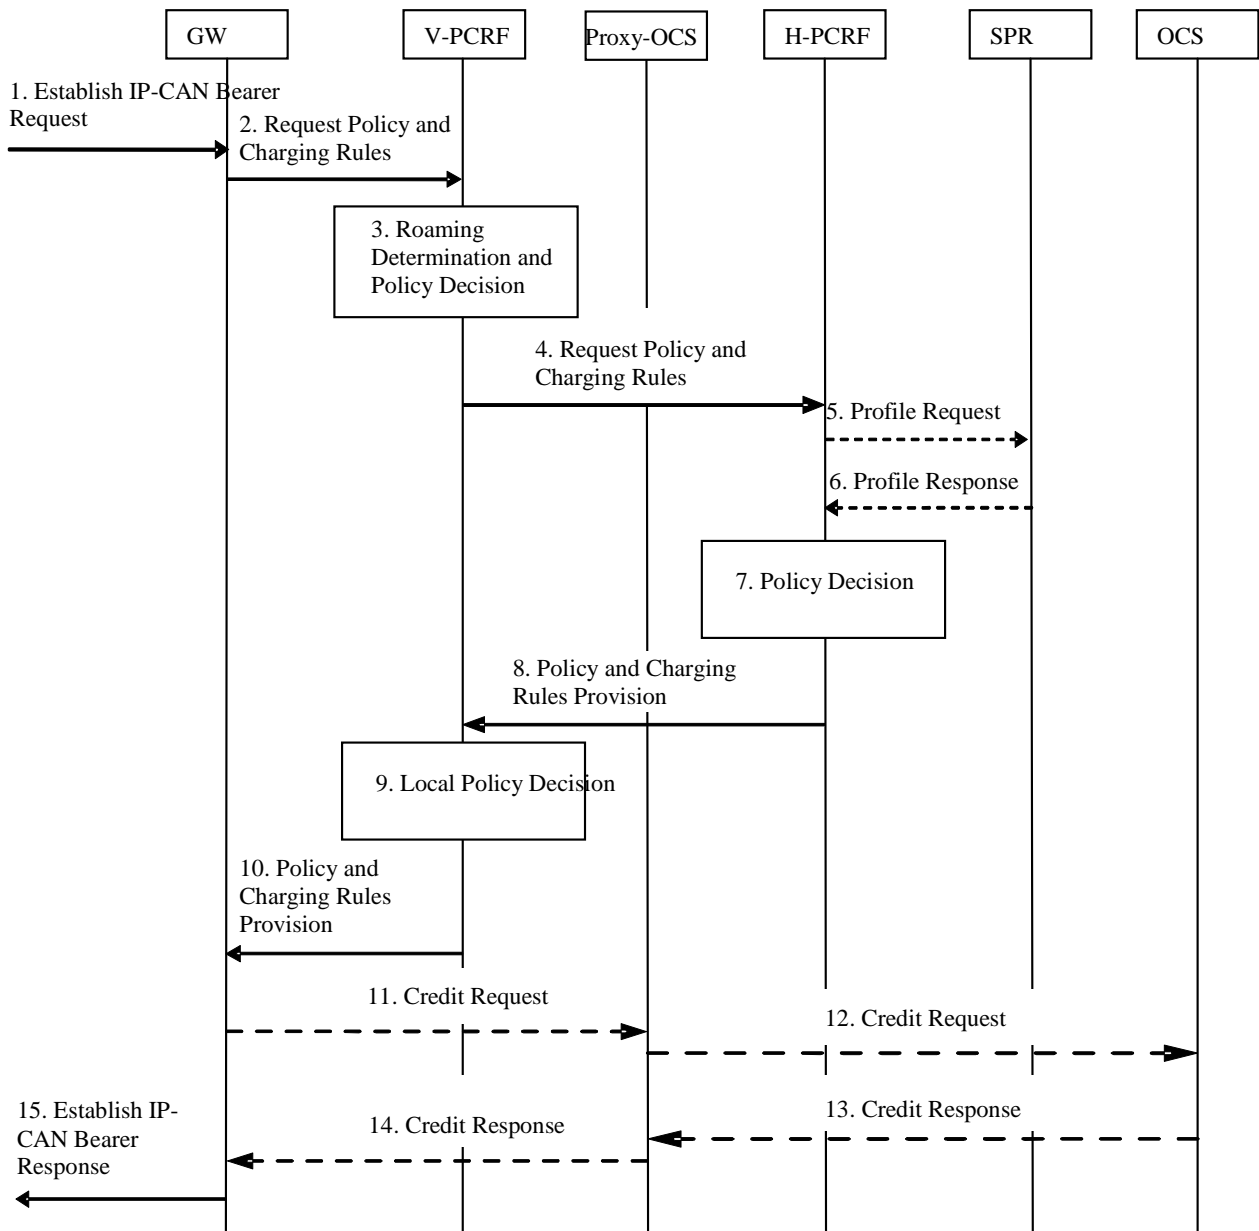 GW
V-PCRF
Proxy-OCS
H-PCRF
SPR
OCS
1. Establish IP-CAN Bearer
Request
2. Request Policy and
Charging Rules
3. Roaming
Determination and
Policy Decision
4. Request Policy and
Charging Rules
5. Profile Request
6. Profile Response
7. Policy Decision
8. Policy and Charging
Rules Provision
9. Local Policy Decision
10. Policy and
Charging Rules
Provision
11. Credit Request
12. Credit Request
13. Credit Response
14. Credit Response
15. Establish IP-
CAN Bearer
Response